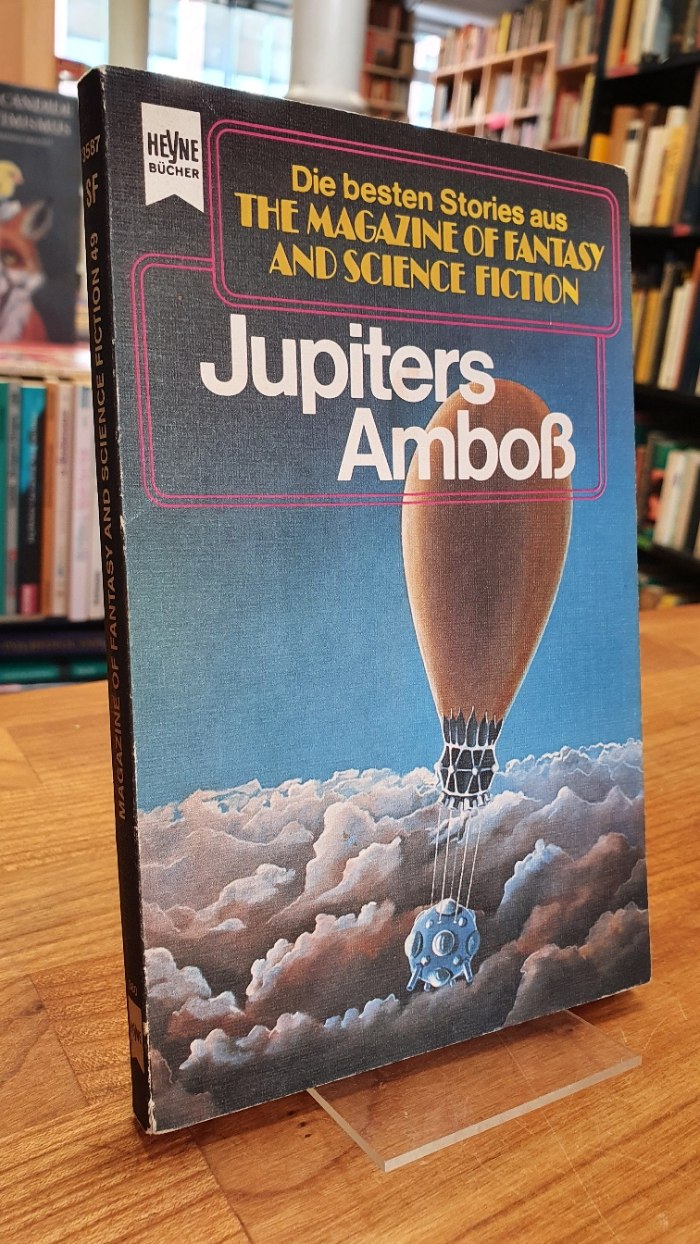 HEYNE
BÜCHER
Die besten Stories aus
THE MAGAZINE OF FANTASY
AND SCIENCE FICTION
Jupiters
Amboß
3587
SF
MAGAZINE OF FANTASY AND SCIENCE FICTION 49